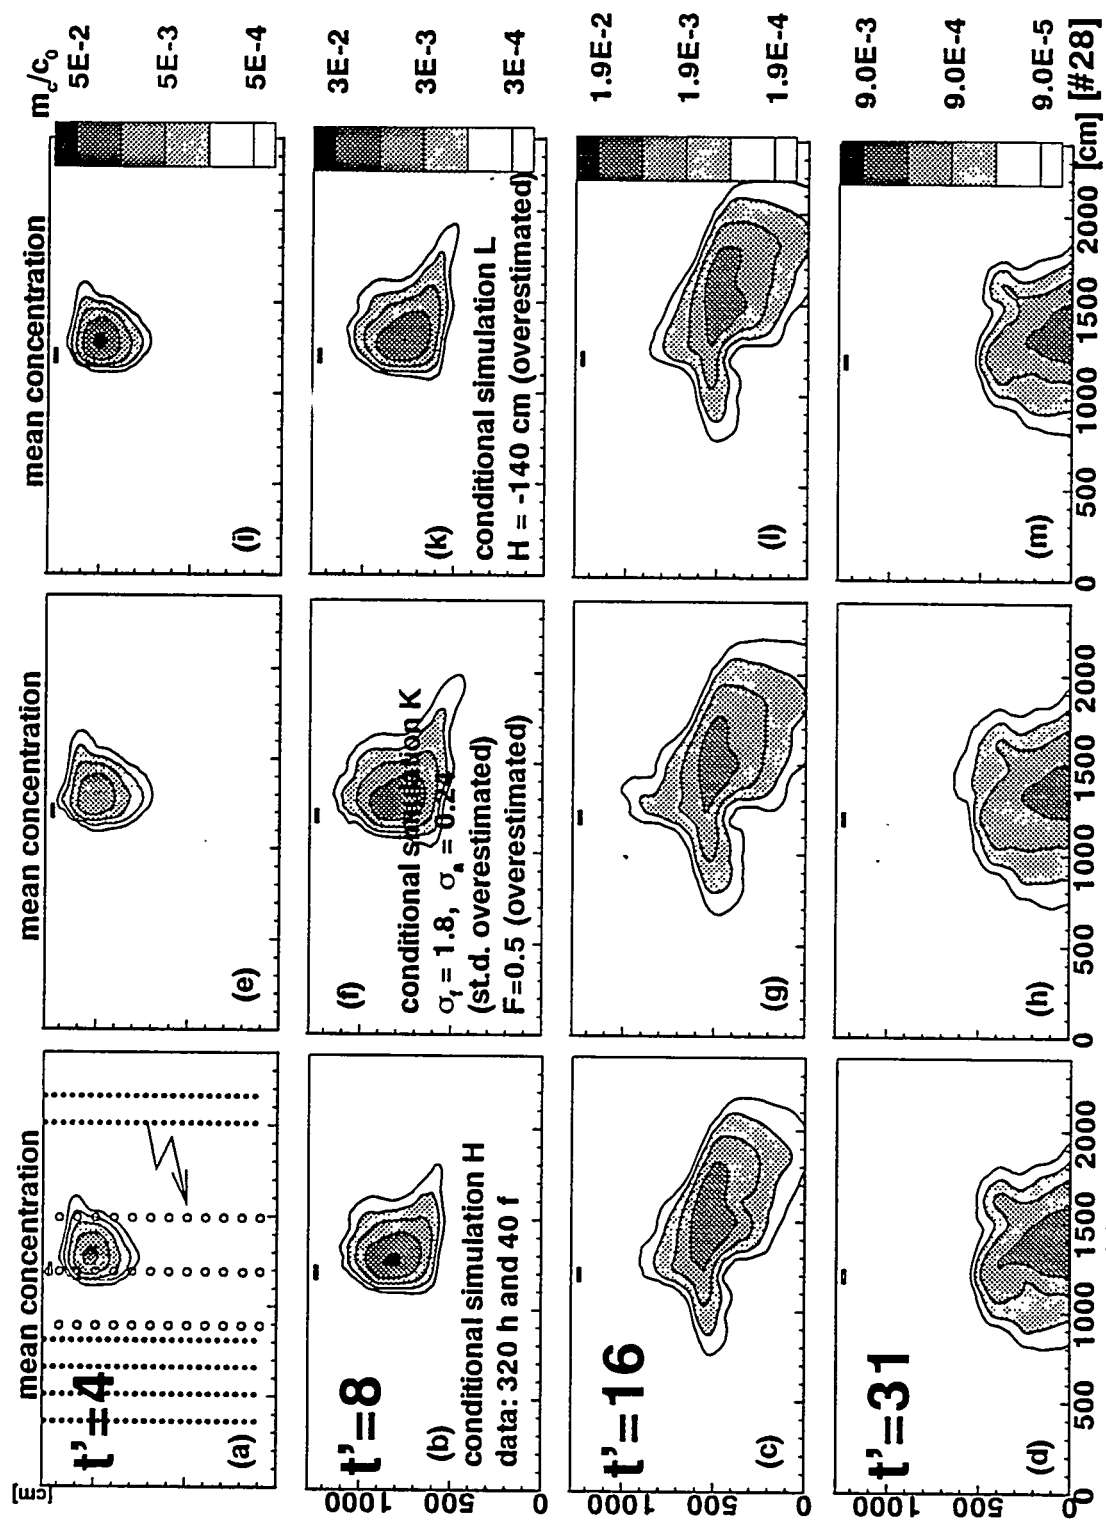 mean concentration
mean concentration
mean concentration
m_c/c_0
[cm]
t'=4
(a)
(e)
(i)
5E-2
5E-3
5E-4
t'=8
(b)
conditional simulation H
data: 320 h and 40 f
(f)
conditional simulation K
σ_f = 1.8, σ_n = 0.24
(st.d. overestimated)
F=0.5 (overestimated)
(k)
conditional simulation L
H = -140 cm (overestimated)
3E-2
3E-3
3E-4
1000
500
0
t'=16
(c)
(g)
(l)
1.9E-2
1.9E-3
1.9E-4
1000
500
0
t'=31
(d)
(h)
(m)
9.0E-3
9.0E-4
9.0E-5
1000
500
0
0 500 1000 1500 2000
0 500 1000 1500 2000
0 500 1000 1500 2000 [cm] [#28]